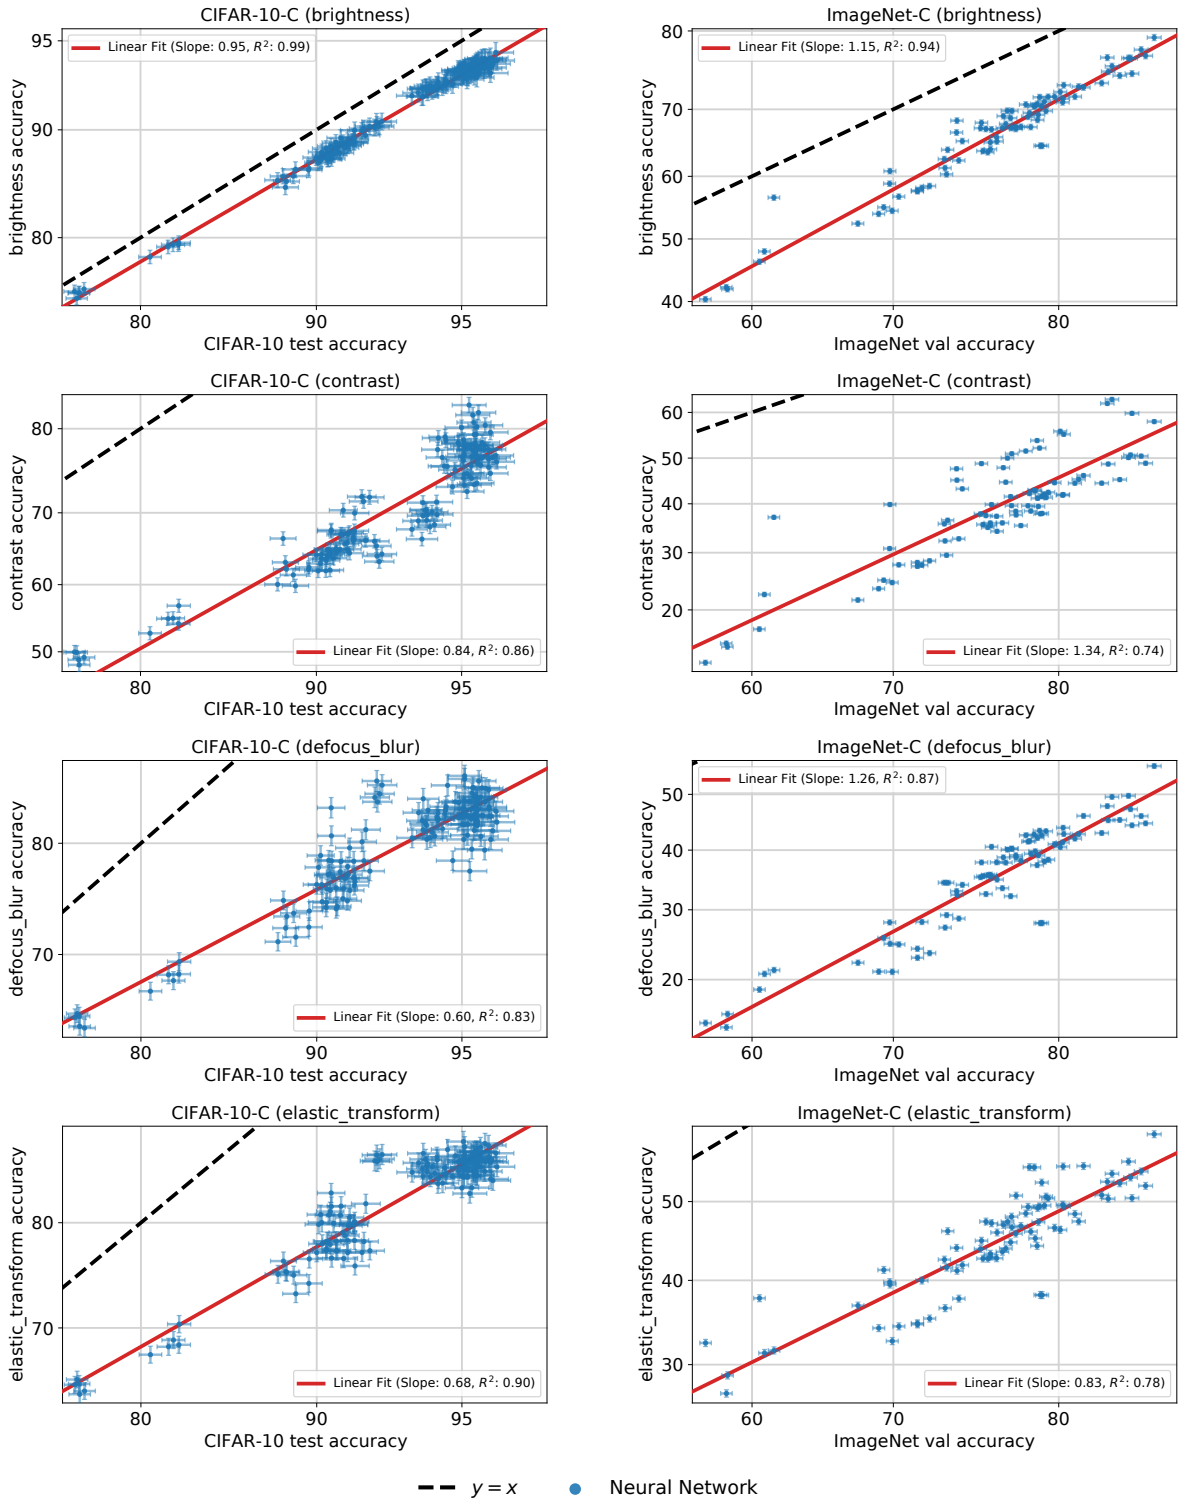 CIFAR-10-C (brightness)
Linear Fit (Slope: 0.95, R²: 0.99)
brightness accuracy
95
90
80
80 90 95
CIFAR-10 test accuracy
ImageNet-C (brightness)
Linear Fit (Slope: 1.15, R²: 0.94)
brightness accuracy
80
70
60
50
40
60 70 80
ImageNet val accuracy
CIFAR-10-C (contrast)
contrast accuracy
80
70
60
50
Linear Fit (Slope: 0.84, R²: 0.86)
80 90 95
CIFAR-10 test accuracy
ImageNet-C (contrast)
contrast accuracy
60
50
40
30
20
Linear Fit (Slope: 1.34, R²: 0.74)
60 70 80
ImageNet val accuracy
CIFAR-10-C (defocus_blur)
defocus_blur accuracy
80
70
Linear Fit (Slope: 0.60, R²: 0.83)
80 90 95
CIFAR-10 test accuracy
ImageNet-C (defocus_blur)
Linear Fit (Slope: 1.26, R²: 0.87)
defocus_blur accuracy
50
40
30
20
60 70 80
ImageNet val accuracy
CIFAR-10-C (elastic_transform)
elastic_transform accuracy
80
70
Linear Fit (Slope: 0.68, R²: 0.90)
80 90 95
CIFAR-10 test accuracy
ImageNet-C (elastic_transform)
elastic_transform accuracy
50
40
30
Linear Fit (Slope: 0.83, R²: 0.78)
60 70 80
ImageNet val accuracy
y = x Neural Network